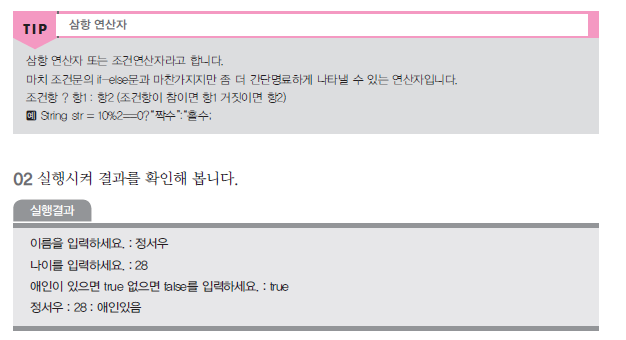 TIP 삼항 연산자
삼항 연산자 또는 조건연산자라고 합니다.
마치 조건문의 if-else문과 마찬가지지만 좀 더 간단명료하게 나타낼 수 있는 연산자입니다.
조건항 ? 항1 : 항2 (조건항이 참이면 항1 거짓이면 항2)
예 String str = 10%2==0?"짝수":"홀수;
02 실행시켜 결과를 확인해 봅니다.
실행결과
이름을 입력하세요. : 정서우
나이를 입력하세요. : 28
애인이 있으면 true 없으면 false를 입력하세요. : true
정서우 : 28 : 애인있음